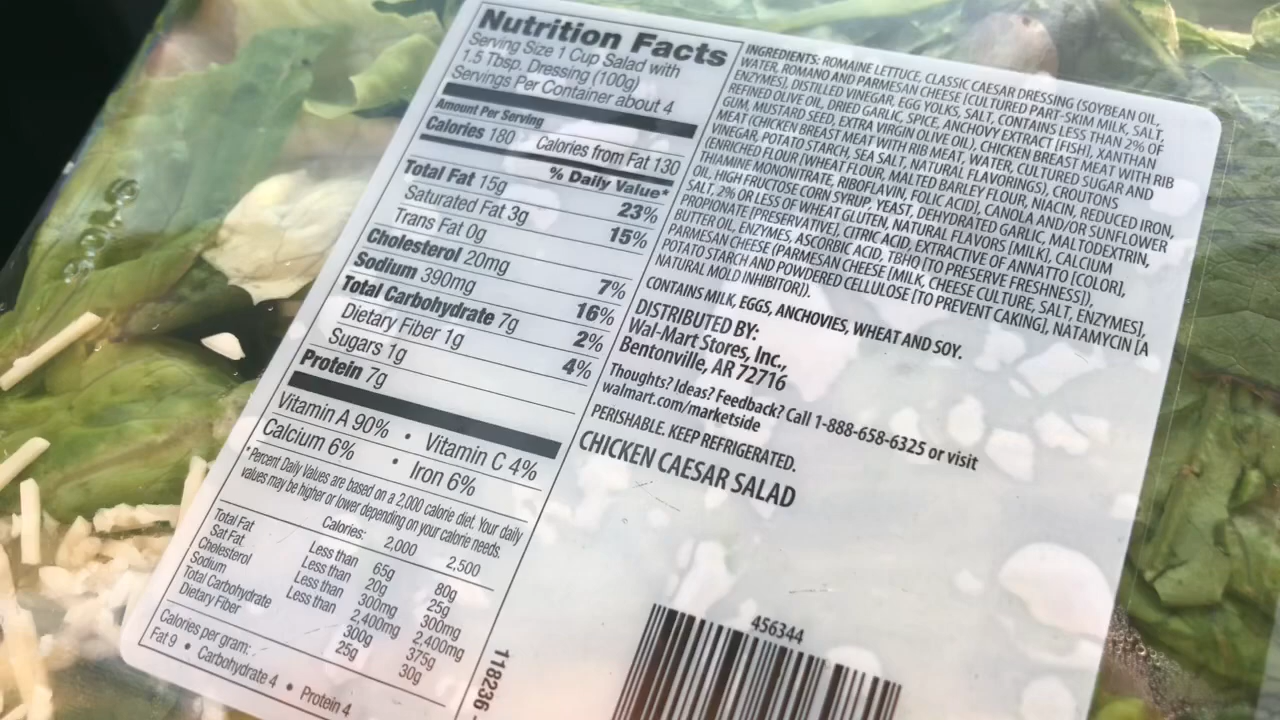 Nutrition Facts
Serving Size 1 Cup Salad with
1.5 Tbsp. Dressing (100g)
Servings Per Container about 4
Amount Per Serving
Calories 180 Calories from Fat 130
% Daily Value*
Total Fat 15g 23%
Saturated Fat 3g 15%
Trans Fat 0g
Cholesterol 20mg 7%
Sodium 390mg 16%
Total Carbohydrate 7g 2%
Dietary Fiber 1g 4%
Sugars 1g
Protein 7g
Vitamin A 90% • Vitamin C 4%
Calcium 6% • Iron 6%
*Percent Daily Values are based on a 2,000 calorie diet. Your daily
values may be higher or lower depending on your calorie needs.
Calories: 2,000 2,500
Total Fat Less than 65g 80g
Sat Fat Less than 20g 25g
Cholesterol Less than 300mg 300mg
Sodium Less than 2,400mg 2,400mg
Total Carbohydrate 300g 375g
Dietary Fiber 25g 30g
Calories per gram:
Fat 9 • Carbohydrate 4 • Protein 4
INGREDIENTS: ROMAINE LETTUCE, CLASSIC CAESAR DRESSING (SOYBEAN OIL,
WATER, ROMANO AND PARMESAN CHEESE [CULTURED PART-SKIM MILK, SALT,
ENZYMES], DISTILLED VINEGAR, EGG YOLKS, SALT, CONTAINS LESS THAN 2% OF
REFINED OLIVE OIL, DRIED GARLIC, SPICE, ANCHOVY EXTRACT [FISH], XANTHAN
GUM, MUSTARD SEED, EXTRA VIRGIN OLIVE OIL), CHICKEN BREAST MEAT WITH RIB
MEAT (CHICKEN BREAST MEAT WITH RIB MEAT, WATER, CULTURED SUGAR AND
VINEGAR, POTATO STARCH, SEA SALT, NATURAL FLAVORINGS), CROUTONS
(ENRICHED FLOUR [WHEAT FLOUR, MALTED BARLEY FLOUR, NIACIN, REDUCED IRON,
THIAMINE MONONITRATE, RIBOFLAVIN, FOLIC ACID], CANOLA AND/OR SUNFLOWER
OIL, HIGH FRUCTOSE CORN SYRUP, YEAST, DEHYDRATED GARLIC, MALTODEXTRIN,
SALT, 2% OR LESS OF WHEAT GLUTEN, NATURAL FLAVORS [MILK], CALCIUM
PROPIONATE [PRESERVATIVE], CITRIC ACID, EXTRACTIVE OF ANNATTO [COLOR],
BUTTER OIL, ENZYMES, ASCORBIC ACID, TBHQ [TO PRESERVE FRESHNESS]),
PARMESAN CHEESE (PARMESAN CHEESE [MILK, CHEESE CULTURE, SALT, ENZYMES],
POTATO STARCH AND POWDERED CELLULOSE [TO PREVENT CAKING], NATAMYCIN [A
NATURAL MOLD INHIBITOR]).
CONTAINS MILK, EGGS, ANCHOVIES, WHEAT AND SOY.
DISTRIBUTED BY:
Wal-Mart Stores, Inc.,
Bentonville, AR 72716
Thoughts? Ideas? Feedback? Call 1-888-658-6325 or visit
walmart.com/marketside
PERISHABLE. KEEP REFRIGERATED.
CHICKEN CAESAR SALAD
456344
118236 -